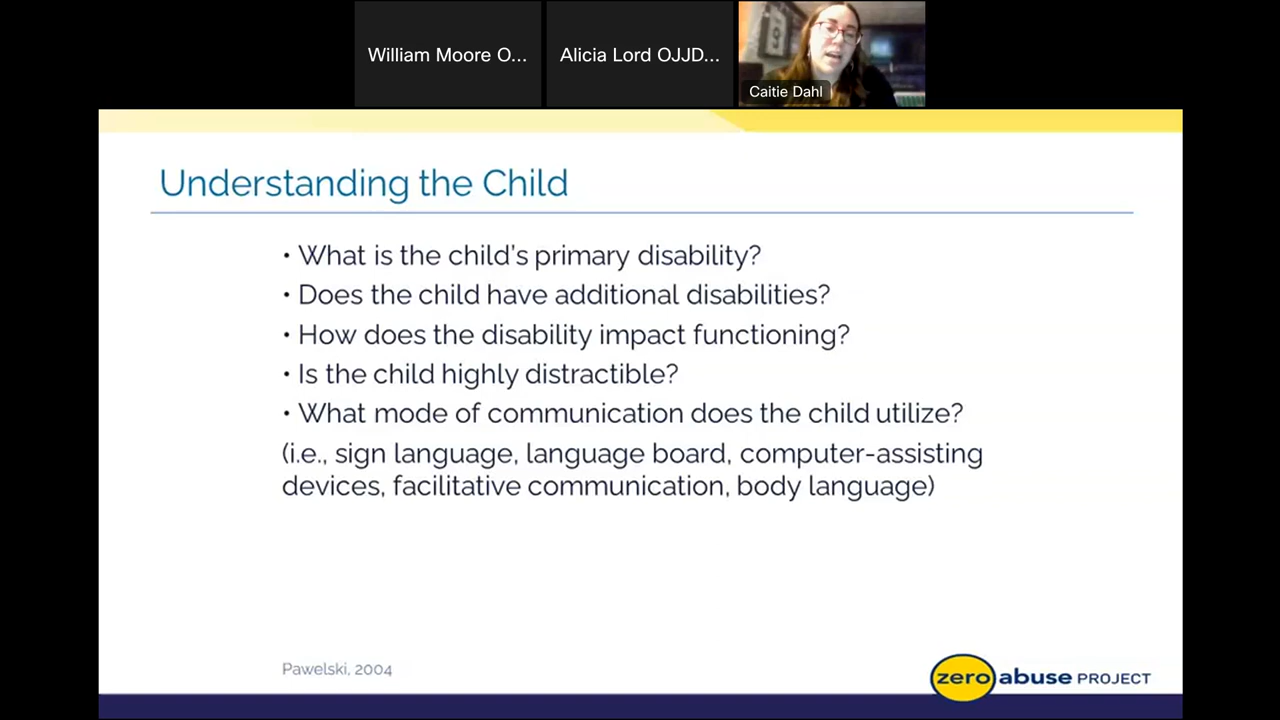 William Moore O...
Alicia Lord OJJD...
Caitie Dahl
Understanding the Child
• What is the child's primary disability?
• Does the child have additional disabilities?
• How does the disability impact functioning?
• Is the child highly distractible?
• What mode of communication does the child utilize?
(i.e., sign language, language board, computer-assisting
devices, facilitative communication, body language)
Pawelski, 2004
zero abuse PROJECT